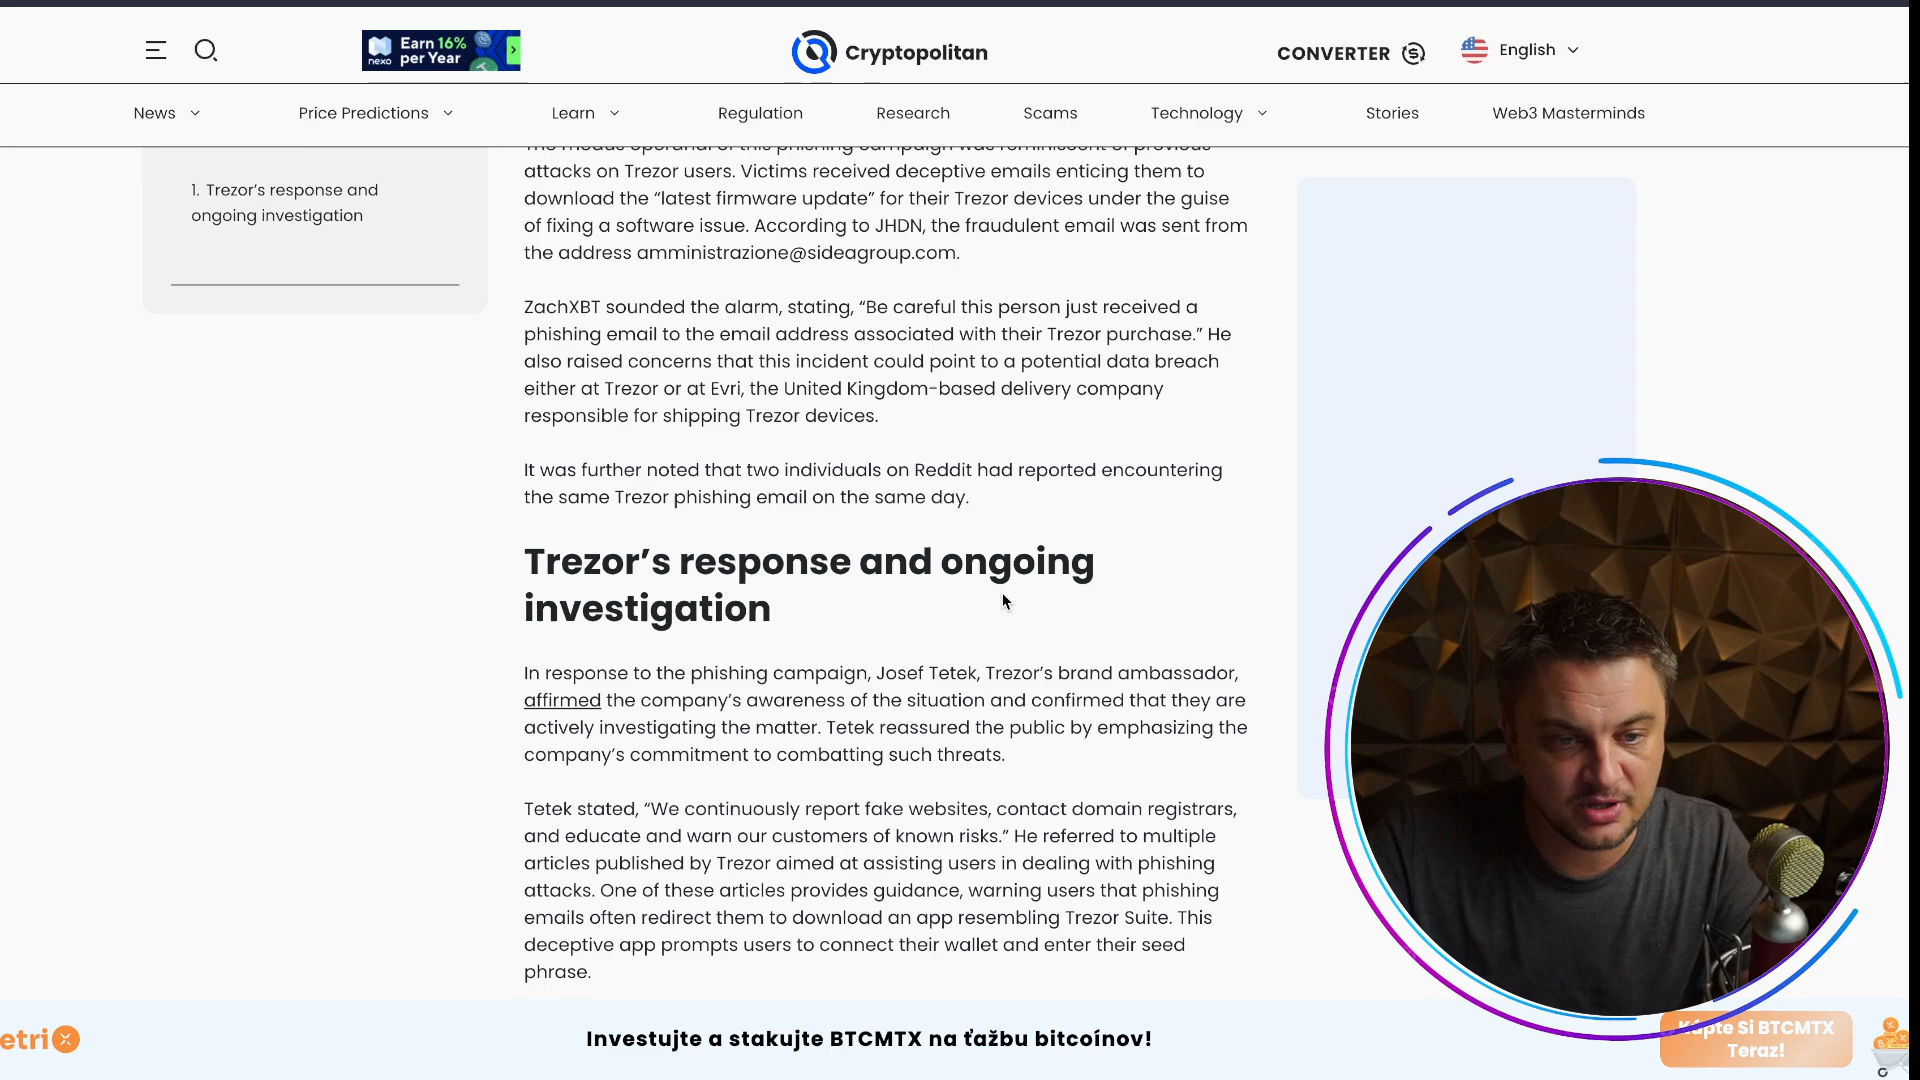 nexo
Earn 16%
per Year
Cryptopolitan
CONVERTER
English
News
Price Predictions
Learn
Regulation
Research
Scams
Technology
Stories
Web3 Masterminds
1. Trezor’s response and
ongoing investigation
The modus operandi of this phishing campaign was reminiscent of previous
attacks on Trezor users. Victims received deceptive emails enticing them to
download the “latest firmware update” for their Trezor devices under the guise
of fixing a software issue. According to JHDN, the fraudulent email was sent from
the address amministrazione@sideagroup.com.
ZachXBT sounded the alarm, stating, “Be careful this person just received a
phishing email to the email address associated with their Trezor purchase.” He
also raised concerns that this incident could point to a potential data breach
either at Trezor or at Evri, the United Kingdom-based delivery company
responsible for shipping Trezor devices.
It was further noted that two individuals on Reddit had reported encountering
the same Trezor phishing email on the same day.
Trezor’s response and ongoing
investigation
In response to the phishing campaign, Josef Tetek, Trezor’s brand ambassador,
affirmed the company’s awareness of the situation and confirmed that they are
actively investigating the matter. Tetek reassured the public by emphasizing the
company’s commitment to combatting such threats.
Tetek stated, “We continuously report fake websites, contact domain registrars,
and educate and warn our customers of known risks.” He referred to multiple
articles published by Trezor aimed at assisting users in dealing with phishing
attacks. One of these articles provides guidance, warning users that phishing
emails often redirect them to download an app resembling Trezor Suite. This
deceptive app prompts users to connect their wallet and enter their seed
phrase.
etri
Investujte a stakujte BTCMTX na ťažbu bitcoínov!
Kúpte Si BTCMTX
Teraz!